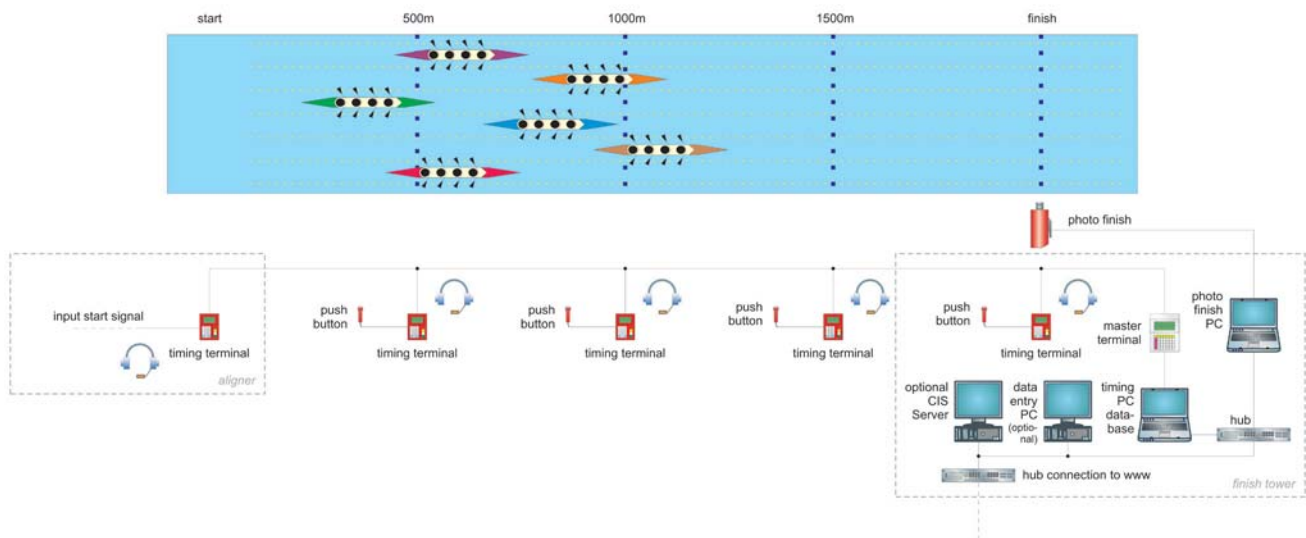 start 500m 1000m 1500m finish
photo finish
input start signal
timing terminal
aligner
push
button
timing terminal
push
button
timing terminal
push
button
timing terminal
push
button
timing terminal
master
terminal
photo
finish
PC
optional
CIS
Server
data
entry
PC
(optio-
nal)
timing
PC
data-
base
hub
hub connection to www
finish tower